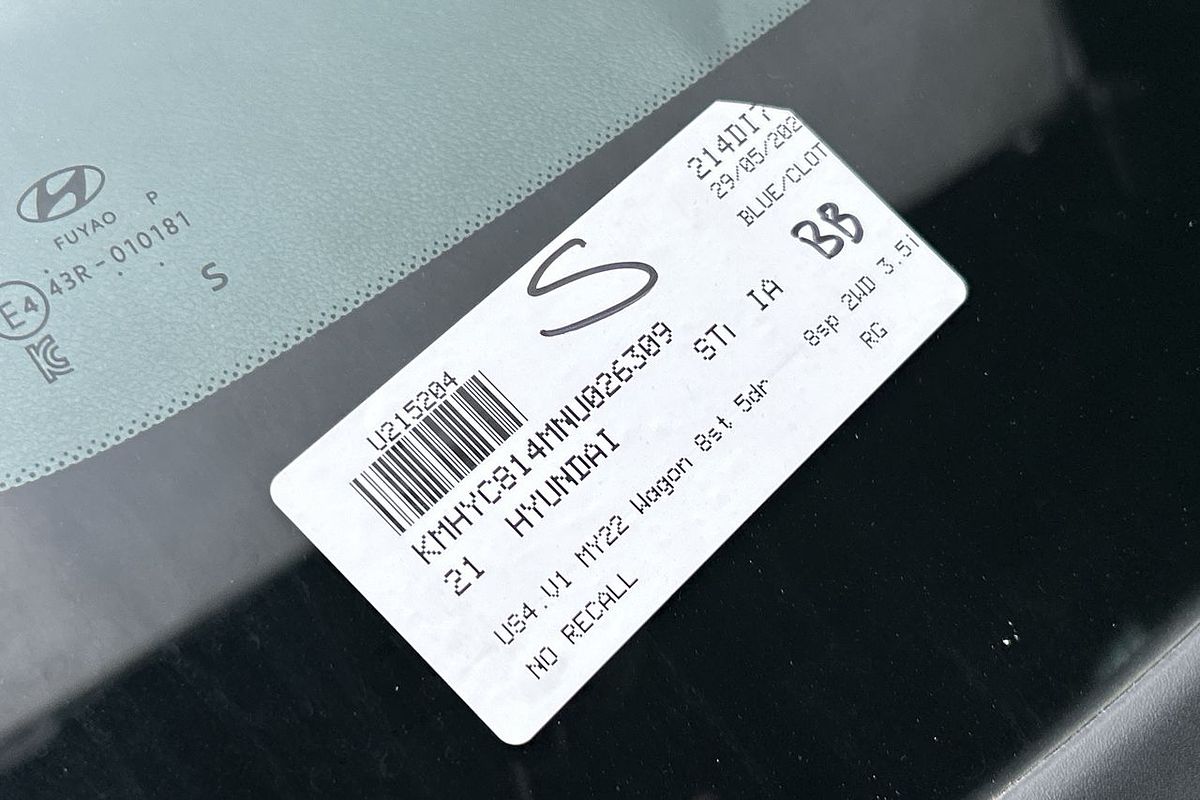 FUYAO P
43R-010181
E4
S
214DI7
29/05/202
BLUE/CLOT
S
BB
U215204
KMHYC814MNU026309
21 HYUNDAI STi IA
US4.V1 MY22 Wagon 8st 5dr 8sp 2WD 3.5i
NO RECALL RG